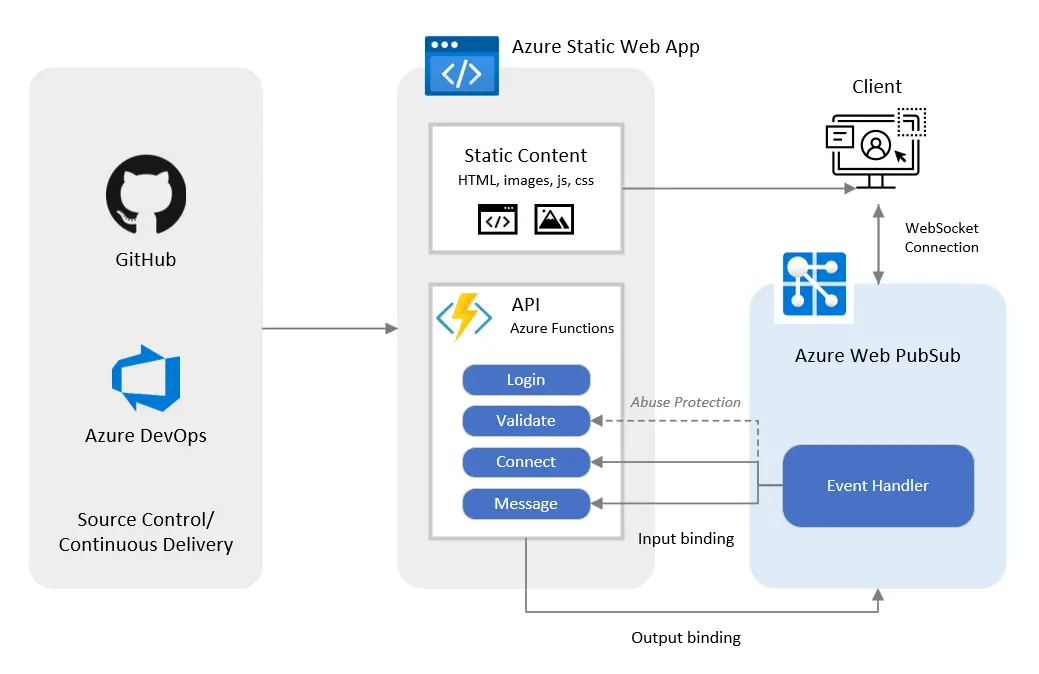 GitHub
Azure DevOps
Source Control/
Continuous Delivery
Azure Static Web App
Static Content
HTML, images, js, css
API
Azure Functions
Login
Validate
Connect
Message
Abuse Protection
Input binding
Output binding
Client
WebSocket
Connection
Azure Web PubSub
Event Handler